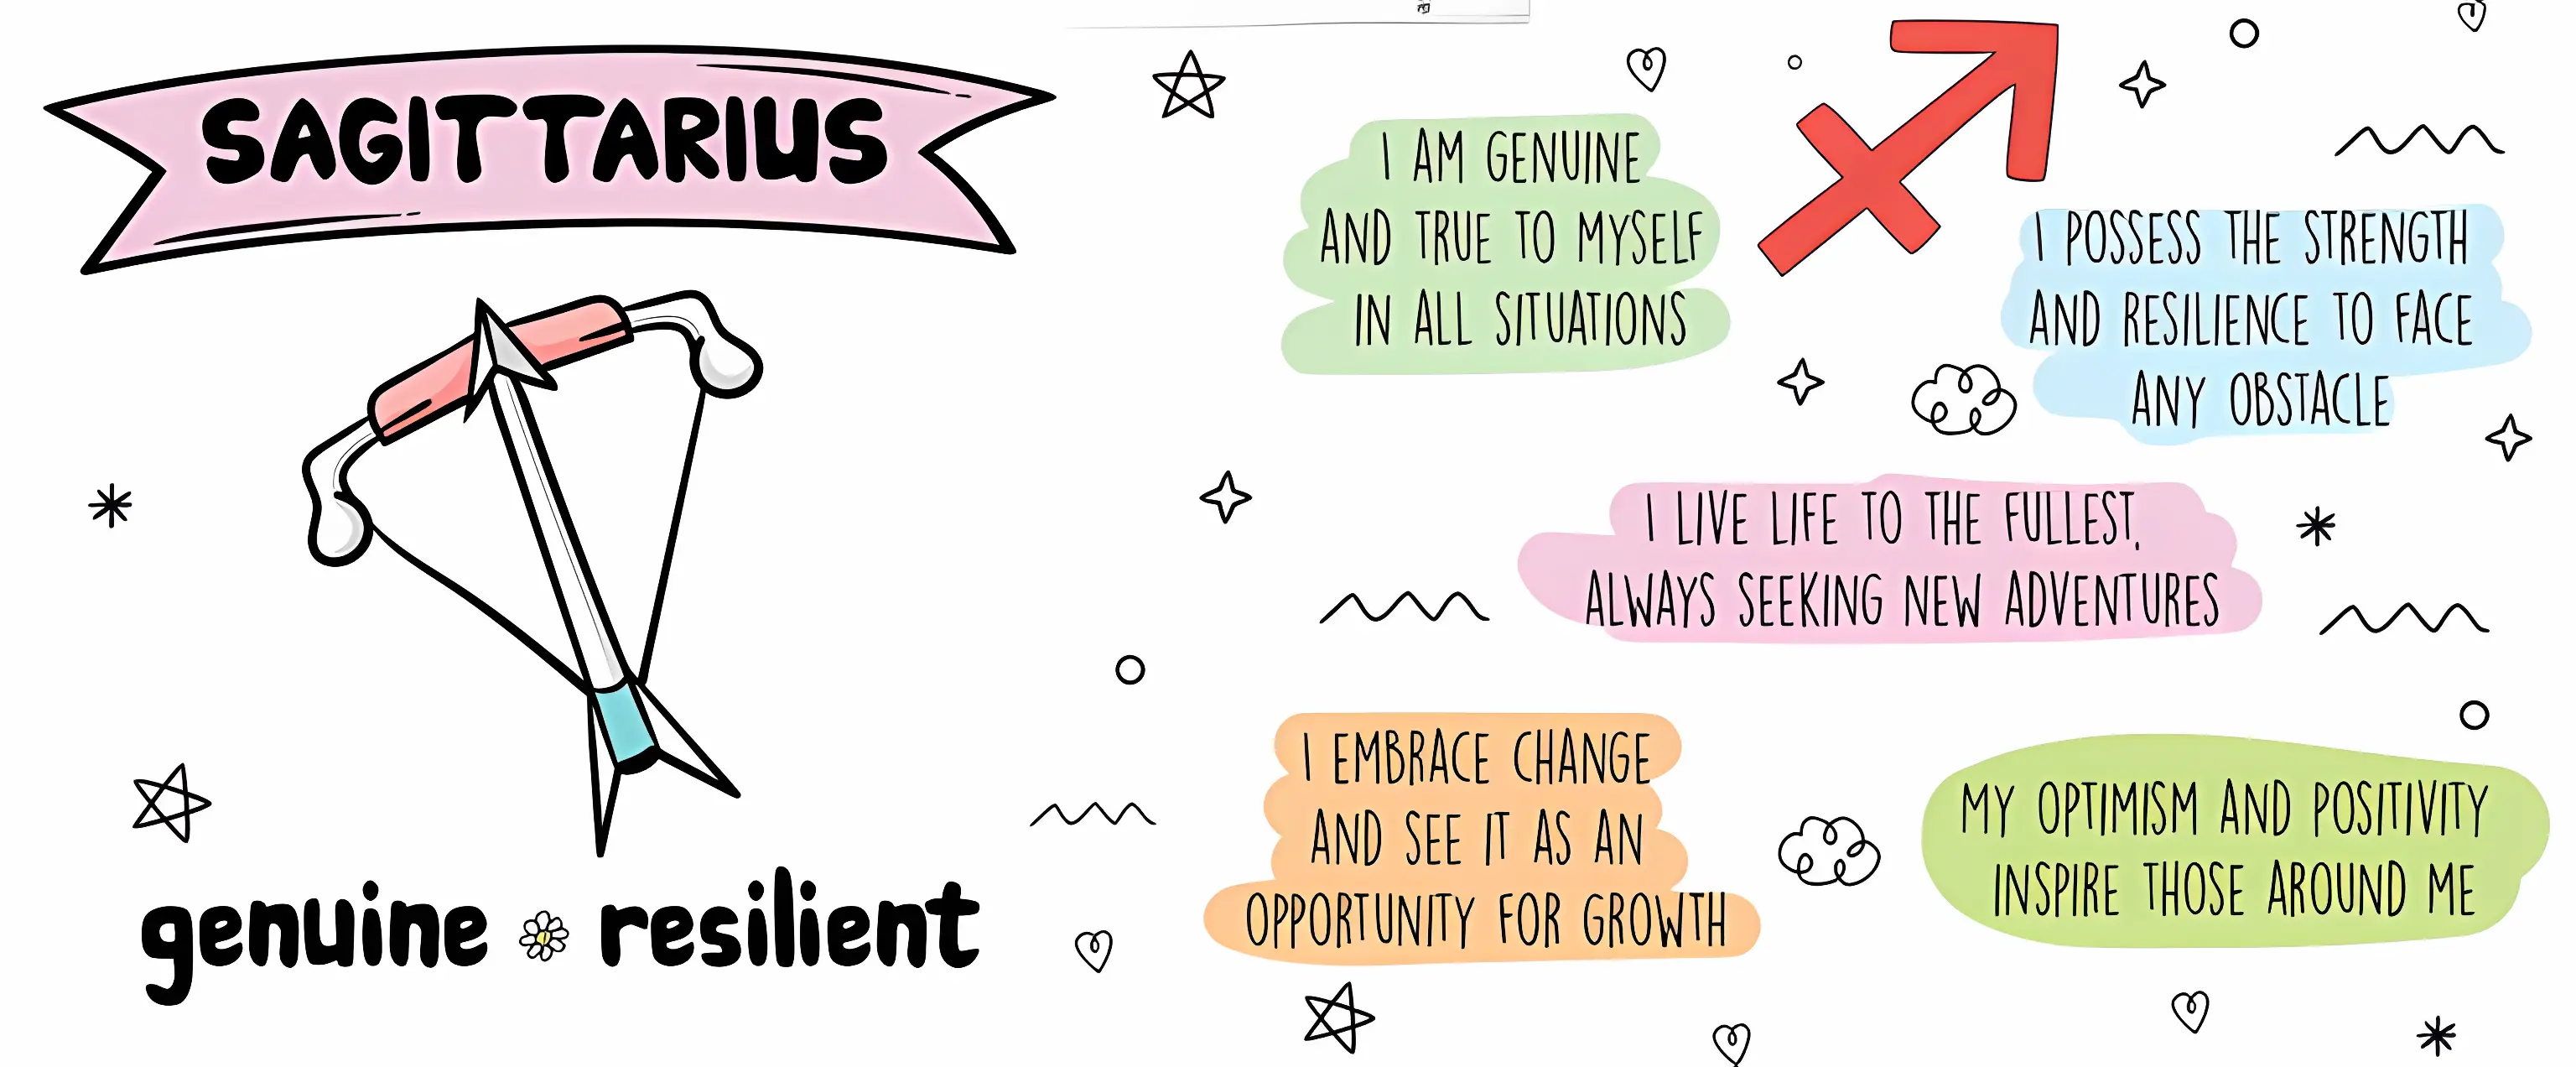 SAGITTARIUS
genuine resilient
I AM GENUINE
AND TRUE TO MYSELF
IN ALL SITUATIONS
I POSSESS THE STRENGTH
AND RESILIENCE TO FACE
ANY OBSTACLE
I LIVE LIFE TO THE FULLEST,
ALWAYS SEEKING NEW ADVENTURES
I EMBRACE CHANGE
AND SEE IT AS AN
OPPORTUNITY FOR GROWTH
MY OPTIMISM AND POSITIVITY
INSPIRE THOSE AROUND ME